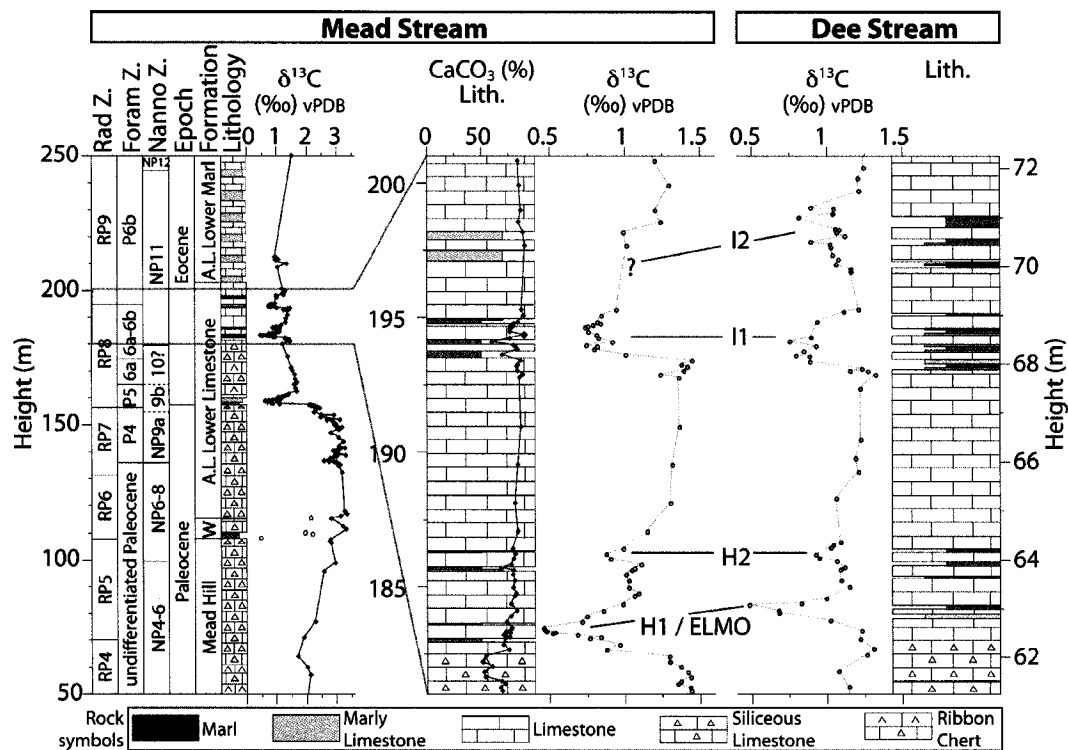 Mead Stream
Dee Stream
Rad Z.
Foram Z.
Nanno Z.
Epoch
Formation
Lithology
δ13C
(‰) vPDB
0 1 2 3
CaCO3 (%)
Lith.
0 50
δ13C
(‰) vPDB
0.5 1 1.5
δ13C
(‰) vPDB
0.5 1 1.5
Lith.
Height (m)
250
200
150
100
50
RP9
RP8
RP7
RP6
RP5
RP4
P6b
6a-6b
6a
P5
P4
undifferentiated Paleocene
NP12
NP11
10?
9b
NP9a
NP6-8
NP4-6
Eocene
Paleocene
A.L. Lower Marl
A.L. Lower Limestone
W
Mead Hill
200
195
190
185
I2
?
I1
H2
H1 / ELMO
72
70
68
66
64
62
Height (m)
Rock
symbols
Marl
Marly
Limestone
Limestone
Siliceous
Limestone
Ribbon
Chert